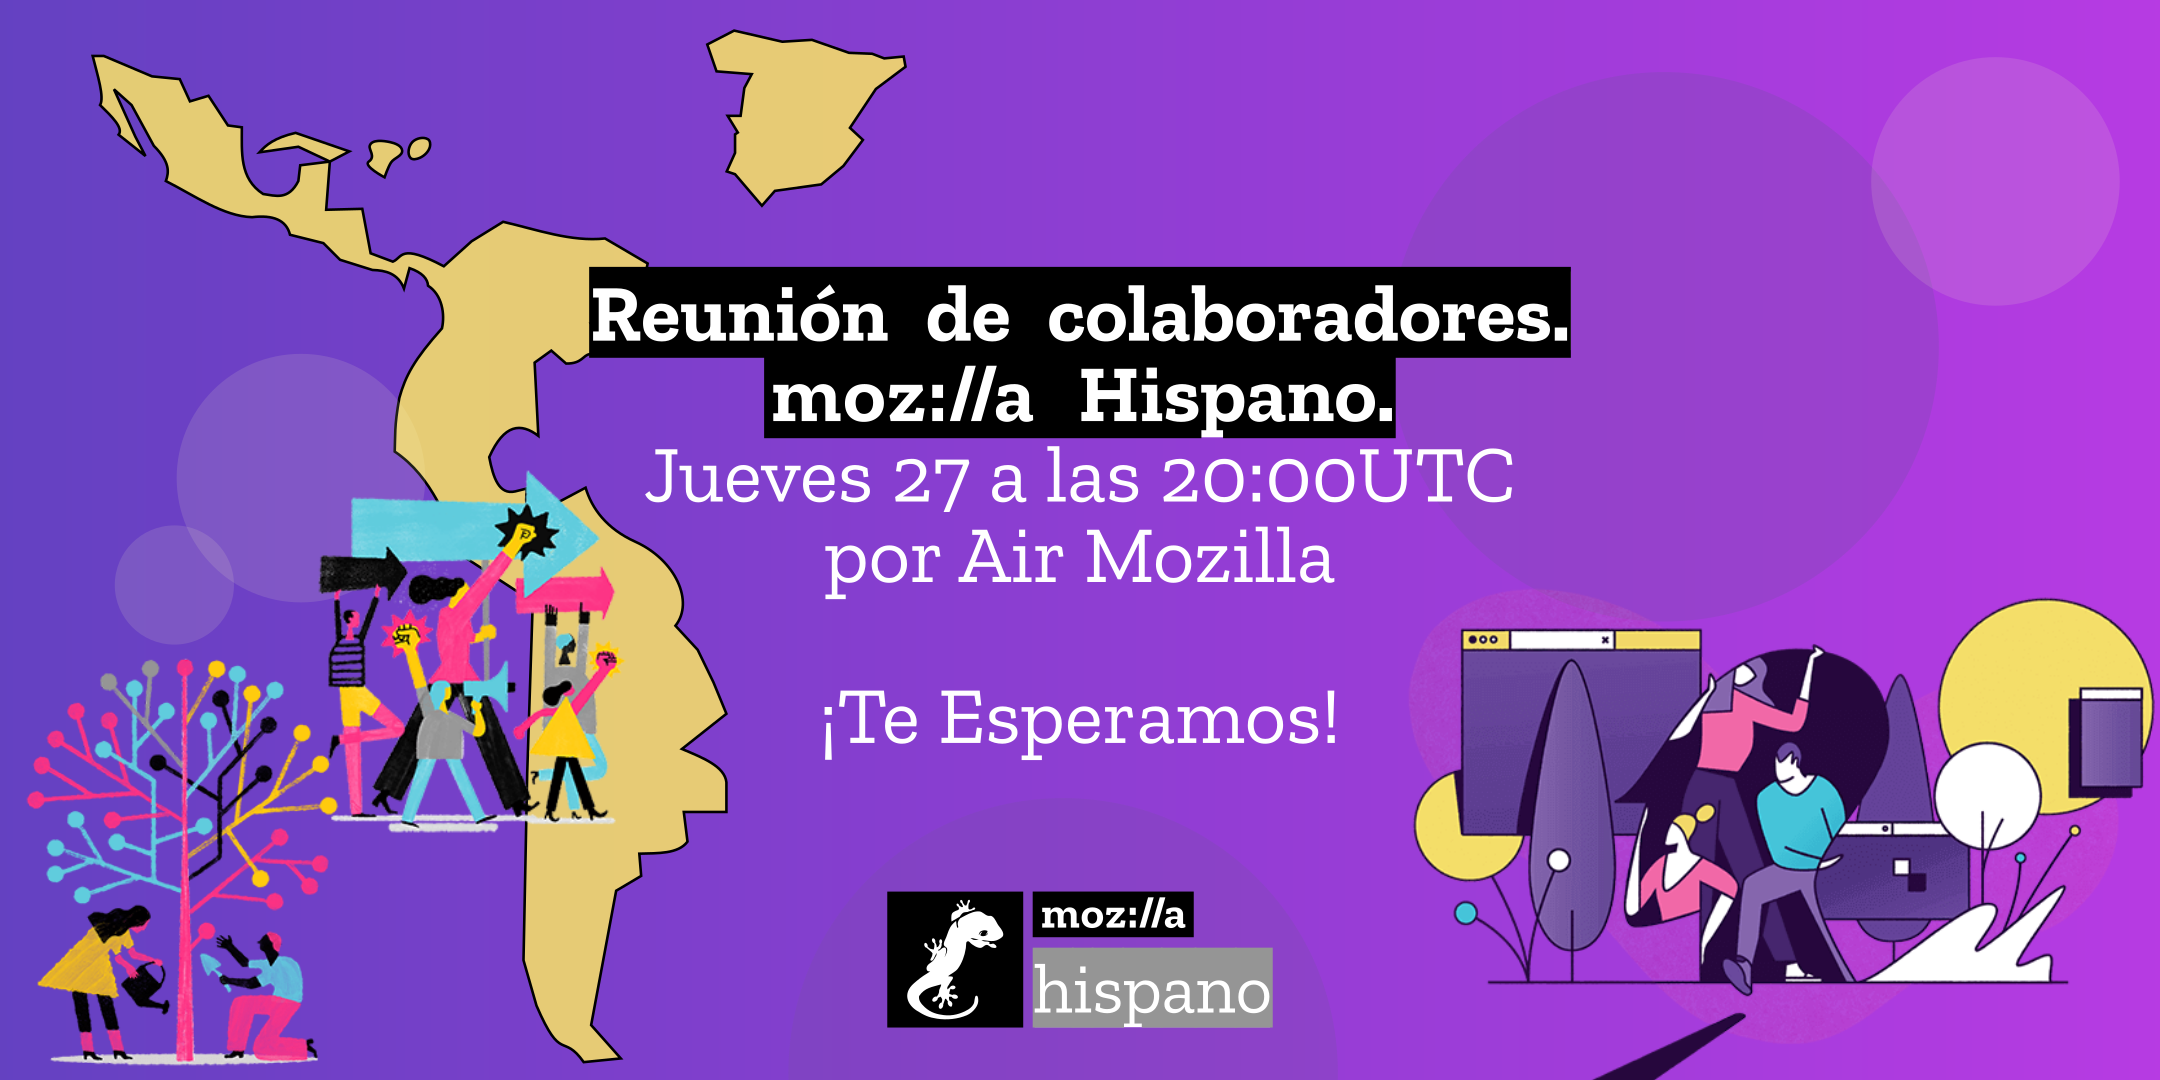 Reunión de colaboradores.
moz://a Hispano.
Jueves 27 a las 20:00UTC
por Air Mozilla
¡Te Esperamos!
moz://a
hispano